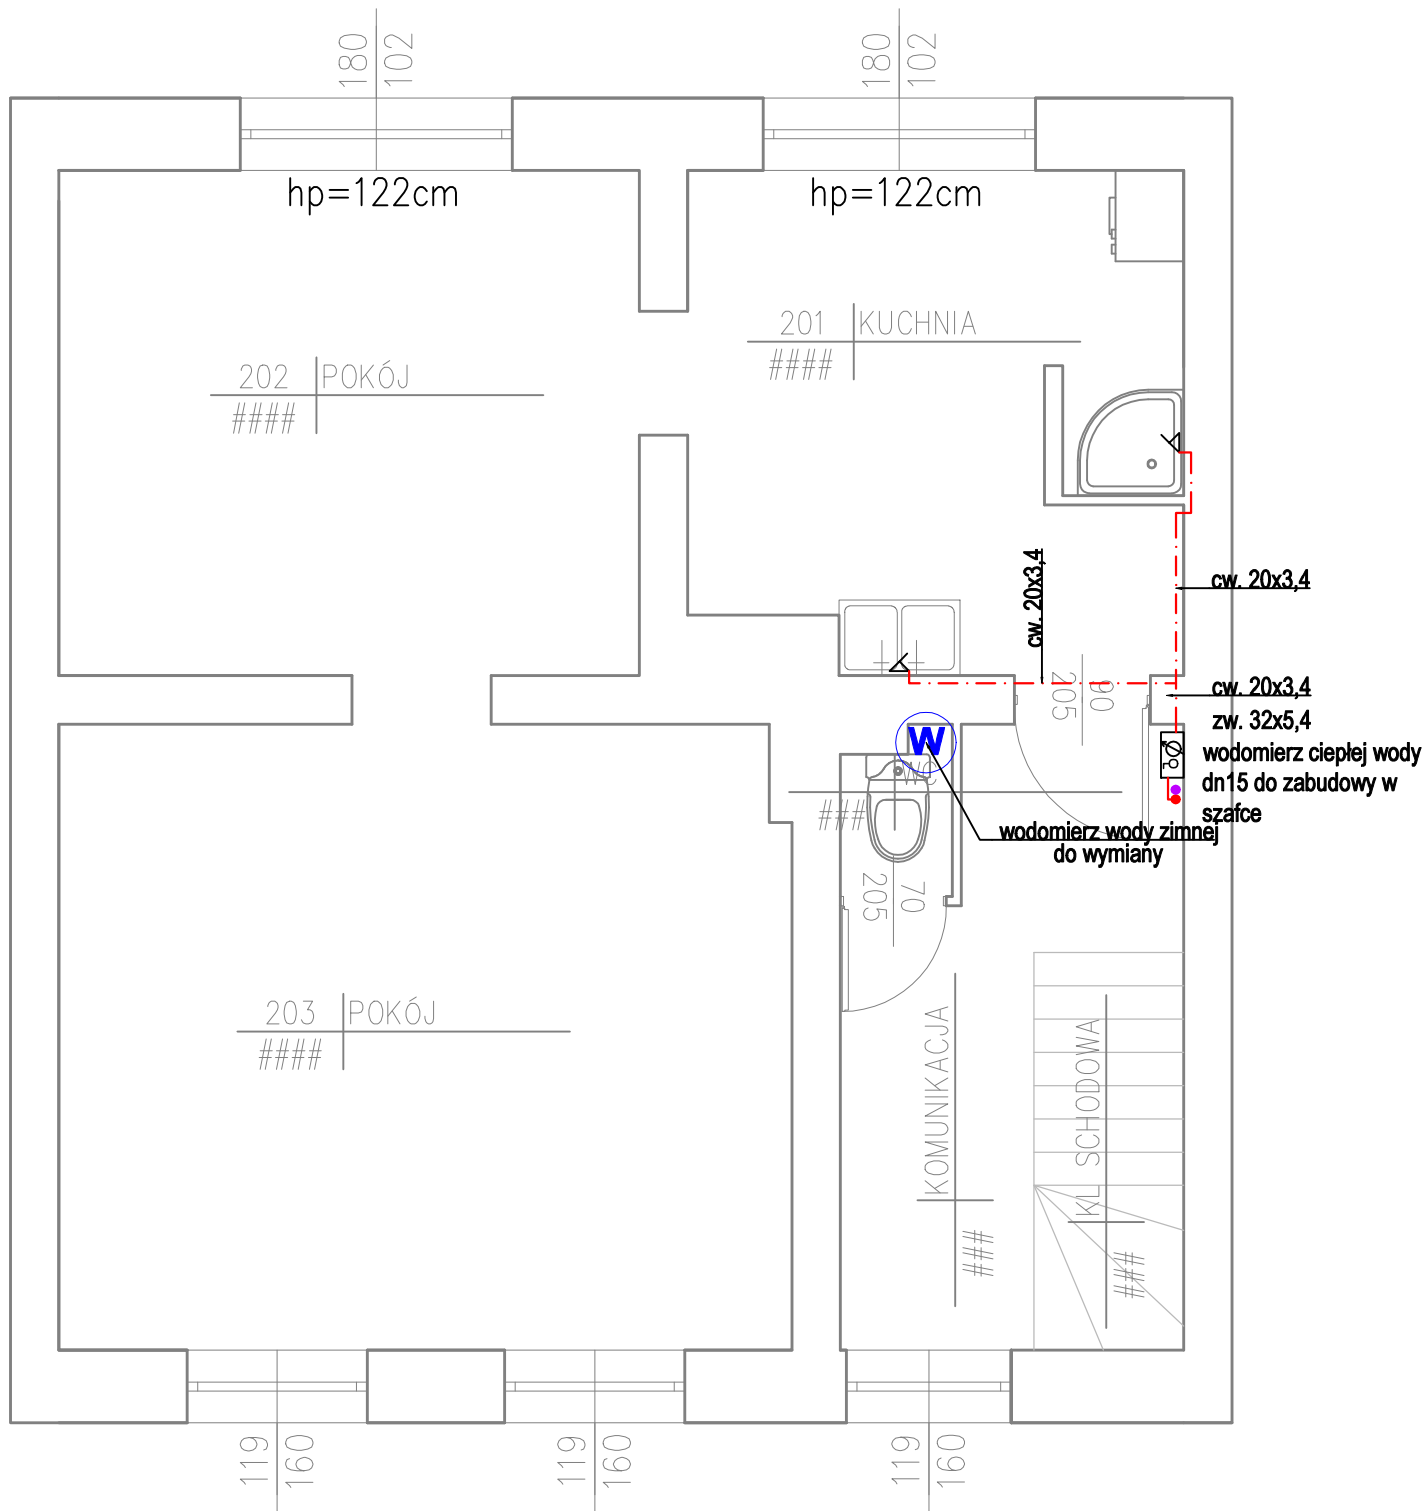 180
102
180
102
hp=122cm
hp=122cm
201 KUCHNIA
####
202 POKÓJ
####
cw. 20x3,4
cw. 20x3,4
90
205
cw. 20x3,4
zw. 32x5,4
W
wodomierz ciepłej wody
dn15 do zabudowy w
szafce
WC
###
wodomierz wody zimnej
do wymiany
70
205
203 POKÓJ
####
KOMUNIKACJA
###
KL SCHODOWA
###
119
160
119
160
119
160